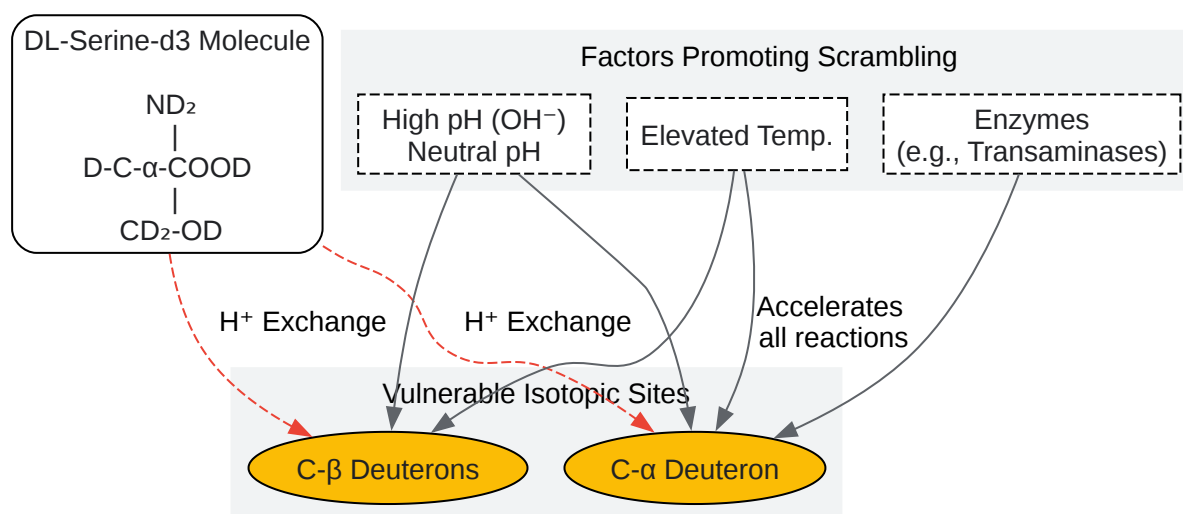 DL-Serine-d3 Molecule
ND₂
|
D-C-α-COOD
|
CD₂-OD
Factors Promoting Scrambling
High pH (OH⁻)
Neutral pH
Elevated Temp.
Enzymes
(e.g., Transaminases)
H⁺ Exchange
H⁺ Exchange
Accelerates
all reactions
Vulnerable Isotopic Sites
C-β Deuterons
C-α Deuteron